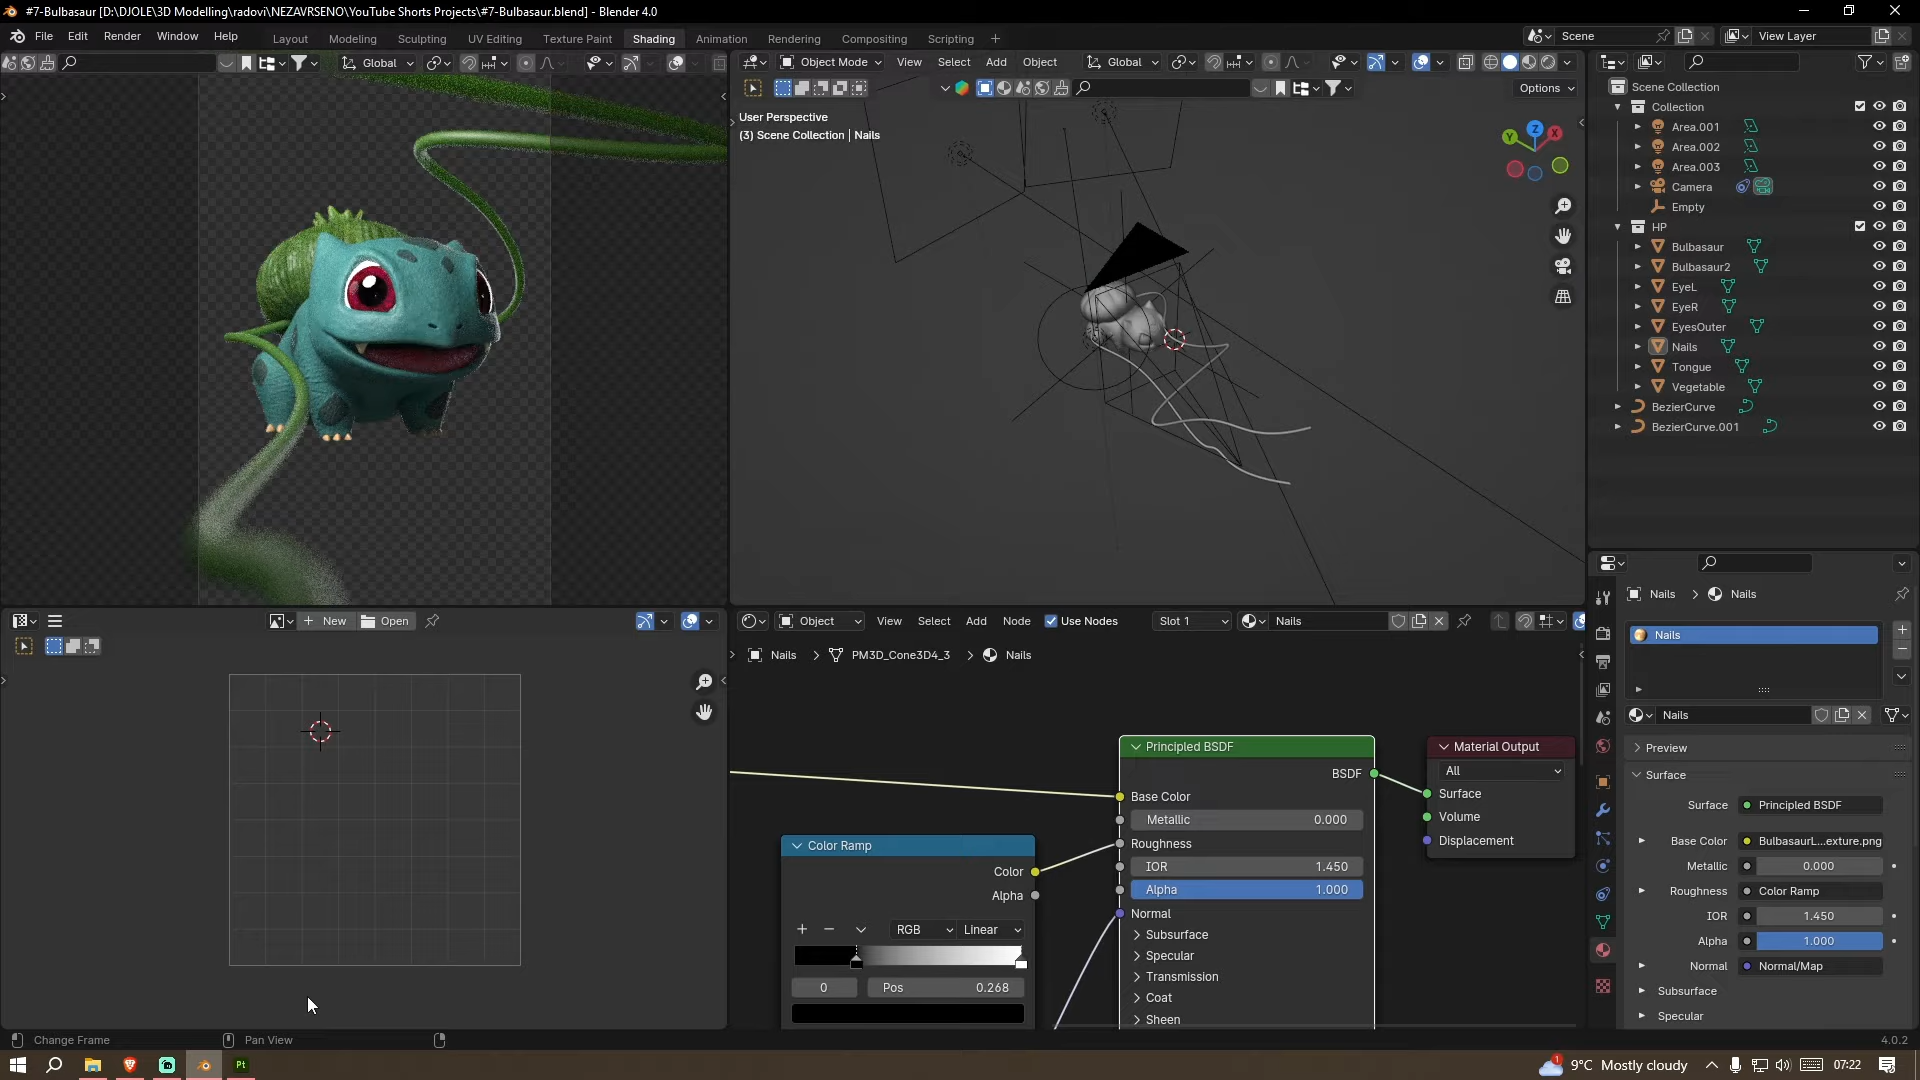 #7-Bulbasaur [D:\DJOLE\3D Modelling\radovi\NEZAVRSENO\YouTube Shorts Projects\#7-Bulbasaur.blend] - Blender 4.0
File Edit Render Window Help Layout Modeling Sculpting UV Editing Texture Paint Shading Animation Rendering Compositing Scripting
Scene
View Layer
Global
Object Mode View Select Add Object Global
Options
User Perspective
(3) Scene Collection | Nails
Z
Y
X
Scene Collection
Collection
Area.001
Area.002
Area.003
Camera
Empty
HP
Bulbasaur
Bulbasaur2
EyeL
EyeR
EyesOuter
Nails
Tongue
Vegetable
BezierCurve
BezierCurve.001
New Open
Object View Select Add Node Use Nodes Slot 1 Nails
Nails PM3D_Cone3D4_3 Nails
Color Ramp
Color
Alpha
RGB Linear
0 Pos 0.268
Principled BSDF
BSDF
Base Color
Metallic 0.000
Roughness
IOR 1.450
Alpha 1.000
Normal
Subsurface
Specular
Transmission
Coat
Sheen
Material Output
All
Surface
Volume
Displacement
Nails Nails
Nails
Nails
Preview
Surface
Surface Principled BSDF
Base Color BulbasaurL...exture.png
Metallic 0.000
Roughness Color Ramp
IOR 1.450
Alpha 1.000
Normal Normal/Map
Subsurface
Specular
Change Frame Pan View 4.0.2
Pt 1 9°C Mostly cloudy 07:22